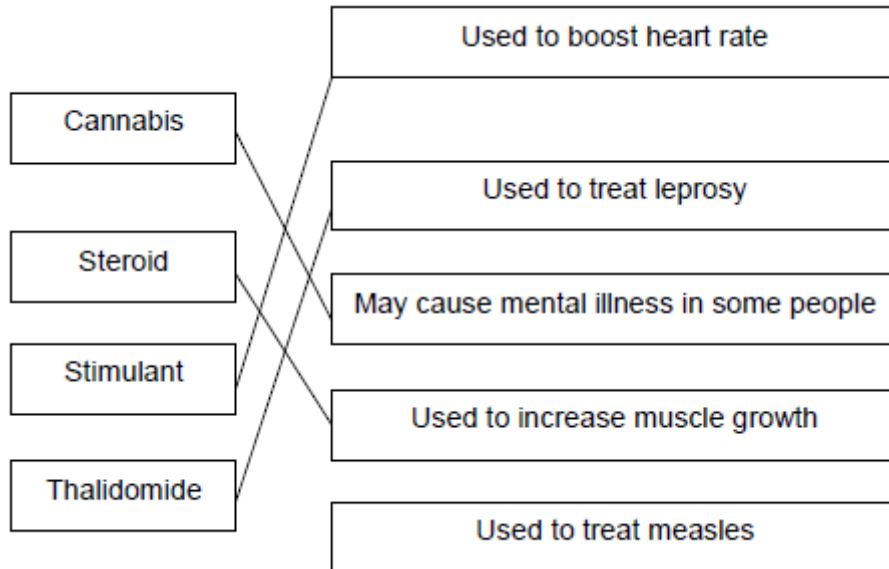 Cannabis
Steroid
Stimulant
Thalidomide
Used to boost heart rate
Used to treat leprosy
May cause mental illness in some people
Used to increase muscle growth
Used to treat measles